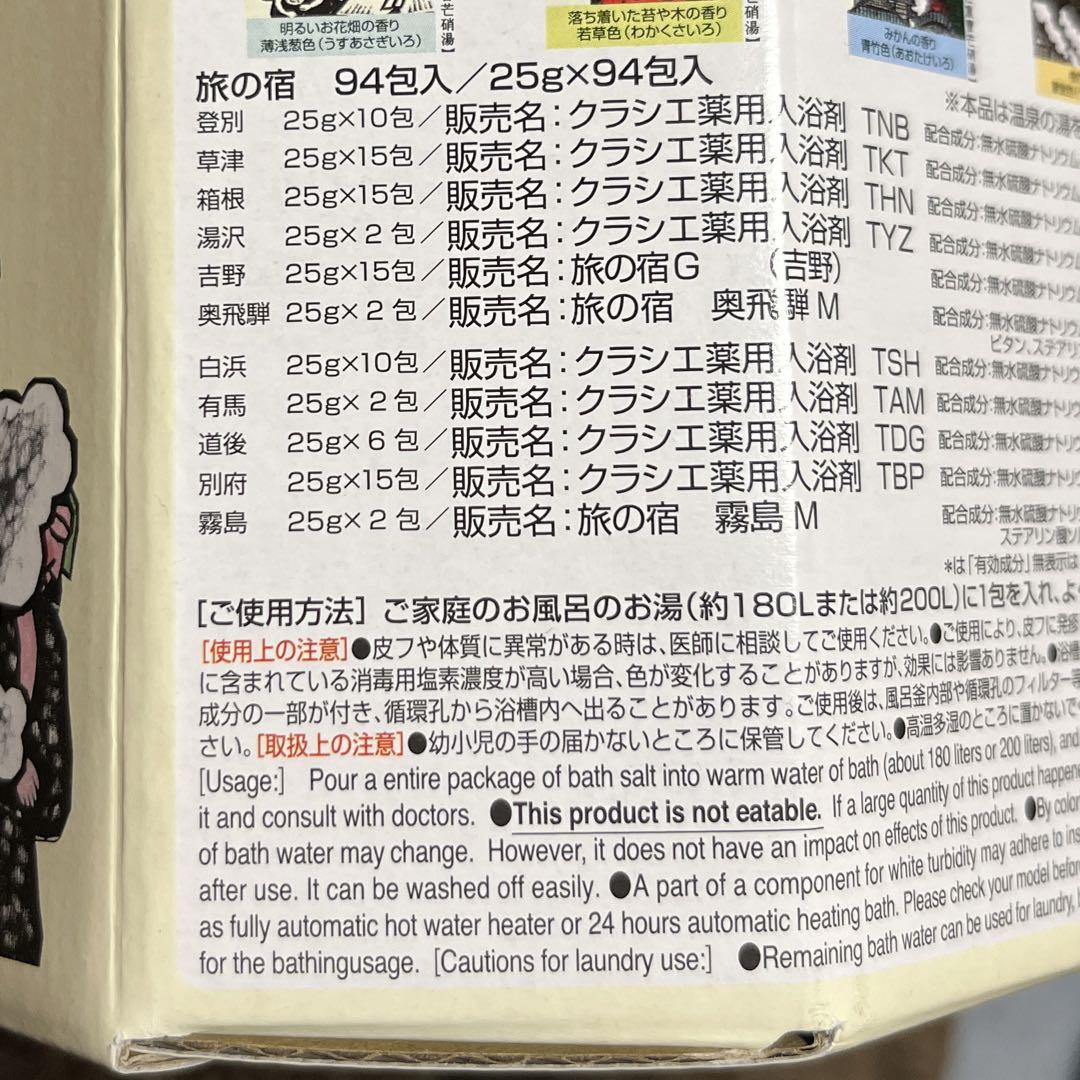 明るいお花畑の香り
薄浅葱色（うすあさぎいろ）
芒硝湯】
落ち着いた苔や木の香り
若草色（わかくさいろ）
芒硝湯】
みかんの香り
青竹色（あおたけいろ）
旅の宿　94包入／25g×94包入
※本品は温泉の湯を
登別　25g×10包／販売名：クラシエ薬用入浴剤 TNB 配合成分：無水硫酸ナトリウム
草津　25g×15包／販売名：クラシエ薬用入浴剤 TKT 配合成分：無水硫酸ナトリウム
箱根　25g×15包／販売名：クラシエ薬用入浴剤 THN 配合成分：無水硫酸ナトリウム
湯沢　25g× 2 包／販売名：クラシエ薬用入浴剤 TYZ 配合成分：無水硫酸ナトリウム
吉野　25g×15包／販売名：旅の宿G　（吉野） 配合成分：無水硫酸ナトリウ
奥飛騨 25g× 2 包／販売名：旅の宿　奥飛騨 M 配合成分：無水硫酸ナトリウ
ビタン、ステアリ
白浜　25g×10包／販売名：クラシエ薬用入浴剤 TSH 配合成分：無水硫酸ナトリウ
有馬　25g× 2 包／販売名：クラシエ薬用入浴剤 TAM 配合成分：無水硫酸ナトリウ
道後　25g× 6 包／販売名：クラシエ薬用入浴剤 TDG 配合成分：無水硫酸ナトリウ
別府　25g×15包／販売名：クラシエ薬用入浴剤 TBP 配合成分：無水硫酸ナトリウ
霧島　25g× 2 包／販売名：旅の宿　霧島 M 配合成分：無水硫酸ナトリウ
ステアリン酸ソル
*は「有効成分」無表示は
［ご使用方法］ご家庭のお風呂のお湯（約180Lまたは約200L）に1包を入れ、よ
［使用上の注意］●皮フや体質に異常がある時は、医師に相談してご使用ください。●ご使用により、皮フに発疹
に含まれている消毒用塩素濃度が高い場合、色が変化することがありますが、効果には影響ありません。●浴槽
成分の一部が付き、循環孔から浴槽内へ出ることがあります。ご使用後は、風呂釜内部や循環孔のフィルター等
さい。［取扱上の注意］●幼小児の手の届かないところに保管してください。●高温多湿のところに置かないで
[Usage:] Pour a entire package of bath salt into warm water of bath (about 180 liters or 200 liters), and
it and consult with doctors. ●This product is not eatable. If a large quantity of this product happene
of bath water may change. However, it does not have an impact on effects of this product. ●By color
after use. It can be washed off easily. ●A part of a component for white turbidity may adhere to ins
as fully automatic hot water heater or 24 hours automatic heating bath. Please check your model before
for the bathingusage. [Cautions for laundry use:] ●Remaining bath water can be used for laundry,